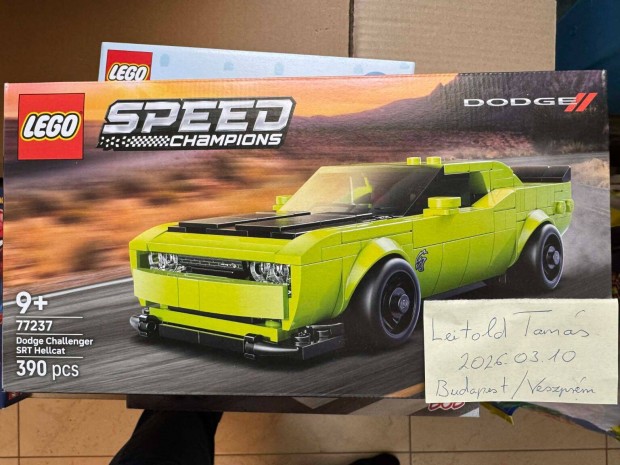 LEGO
LEGO
SPEED
CHAMPIONS
DODGE
9+
77237
Dodge Challenger
SRT Hellcat
390 pcs
Leitold Tamás
2026.03.10
Budapest/Veszprém